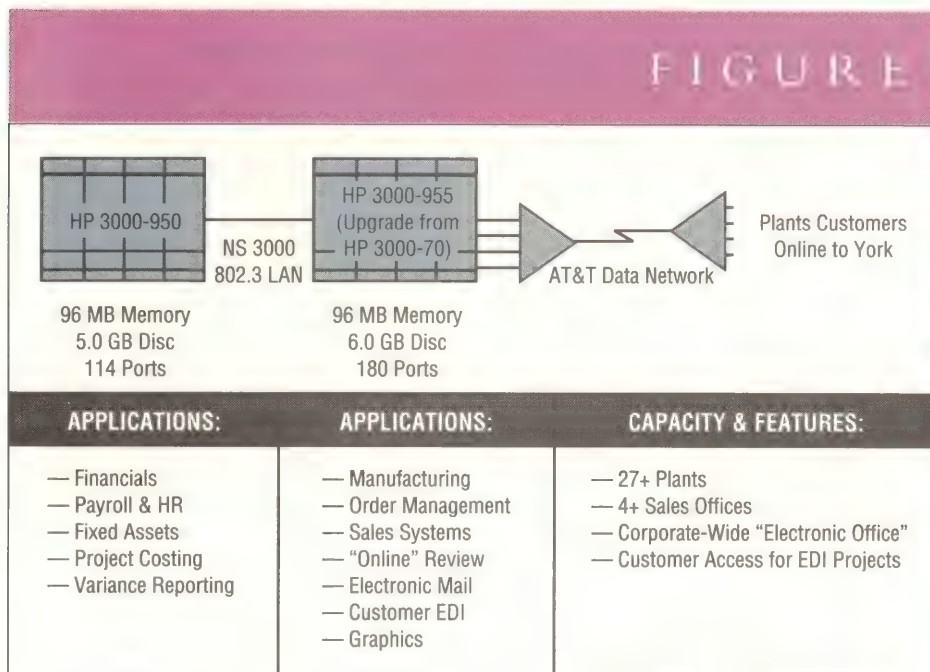 FIGURE
HP 3000-950
NS 3000
802.3 LAN
HP 3000-955
(Upgrade from
HP 3000-70)
AT&T Data Network
Plants Customers
Online to York
96 MB Memory
5.0 GB Disc
114 Ports
96 MB Memory
6.0 GB Disc
180 Ports
APPLICATIONS:
— Financials
— Payroll & HR
— Fixed Assets
— Project Costing
— Variance Reporting
APPLICATIONS:
— Manufacturing
— Order Management
— Sales Systems
— "Online" Review
— Electronic Mail
— Customer EDI
— Graphics
CAPACITY & FEATURES:
— 27+ Plants
— 4+ Sales Offices
— Corporate-Wide "Electronic Office"
— Customer Access for EDI Projects